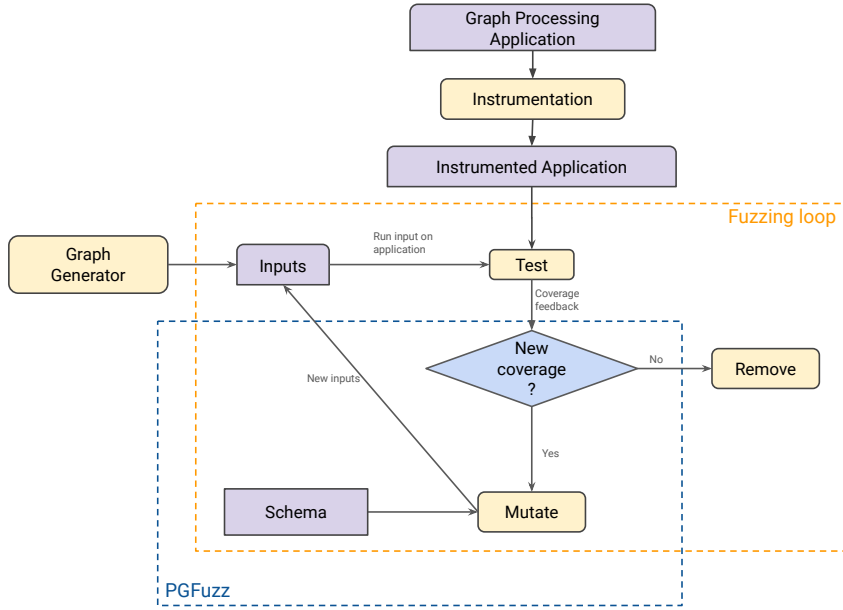 Graph Processing
Application
Instrumentation
Instrumented Application
Fuzzing loop
Graph
Generator
Inputs
Run input on
application
Test
Coverage
feedback
New
coverage
?
No
Remove
New inputs
Yes
Schema
Mutate
PGFuzz